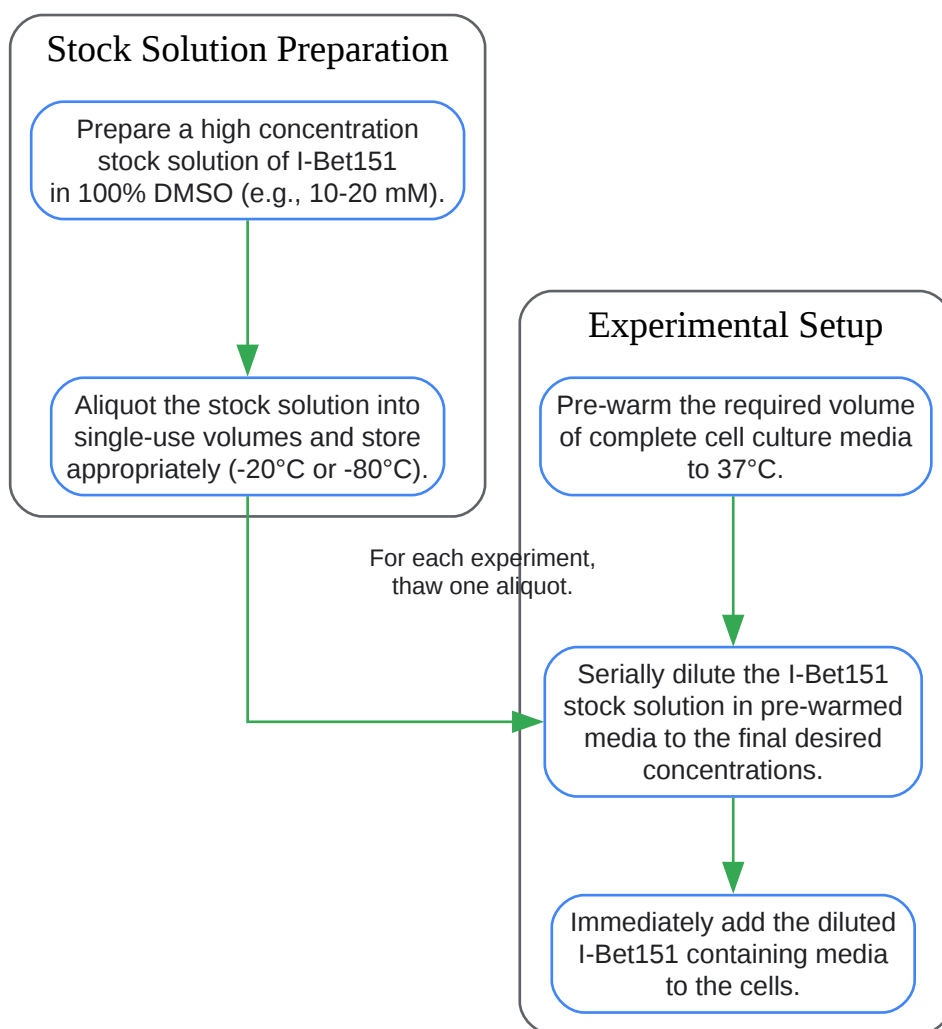 Stock Solution Preparation
Prepare a high concentration
stock solution of I-Bet151
in 100% DMSO (e.g., 10-20 mM).
Aliquot the stock solution into
single-use volumes and store
appropriately (-20°C or -80°C).
For each experiment,
thaw one aliquot.
Experimental Setup
Pre-warm the required volume
of complete cell culture media
to 37°C.
Serially dilute the I-Bet151
stock solution in pre-warmed
media to the final desired
concentrations.
Immediately add the diluted
I-Bet151 containing media
to the cells.